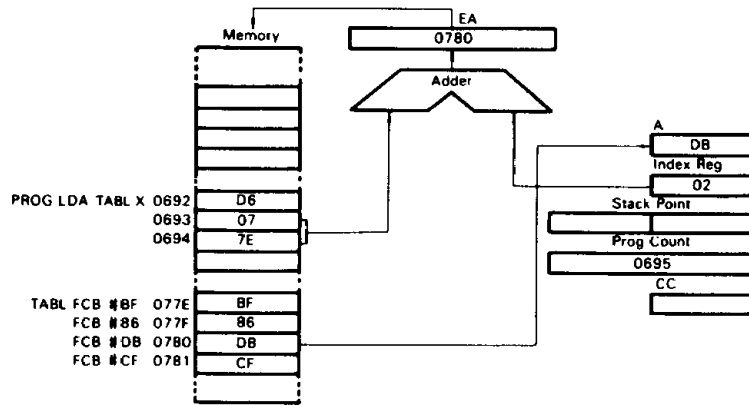 EA
Memory
0780
Adder
A
DB
Index Reg
PROG LDA TABL X 0692 D6
02
0693 07
Stack Point
0694 7E
Prog Count
0695
CC
TABL FCB #BF 077E BF
FCB #86 077F 86
FCB #DB 0780 DB
FCB #CF 0781 CF